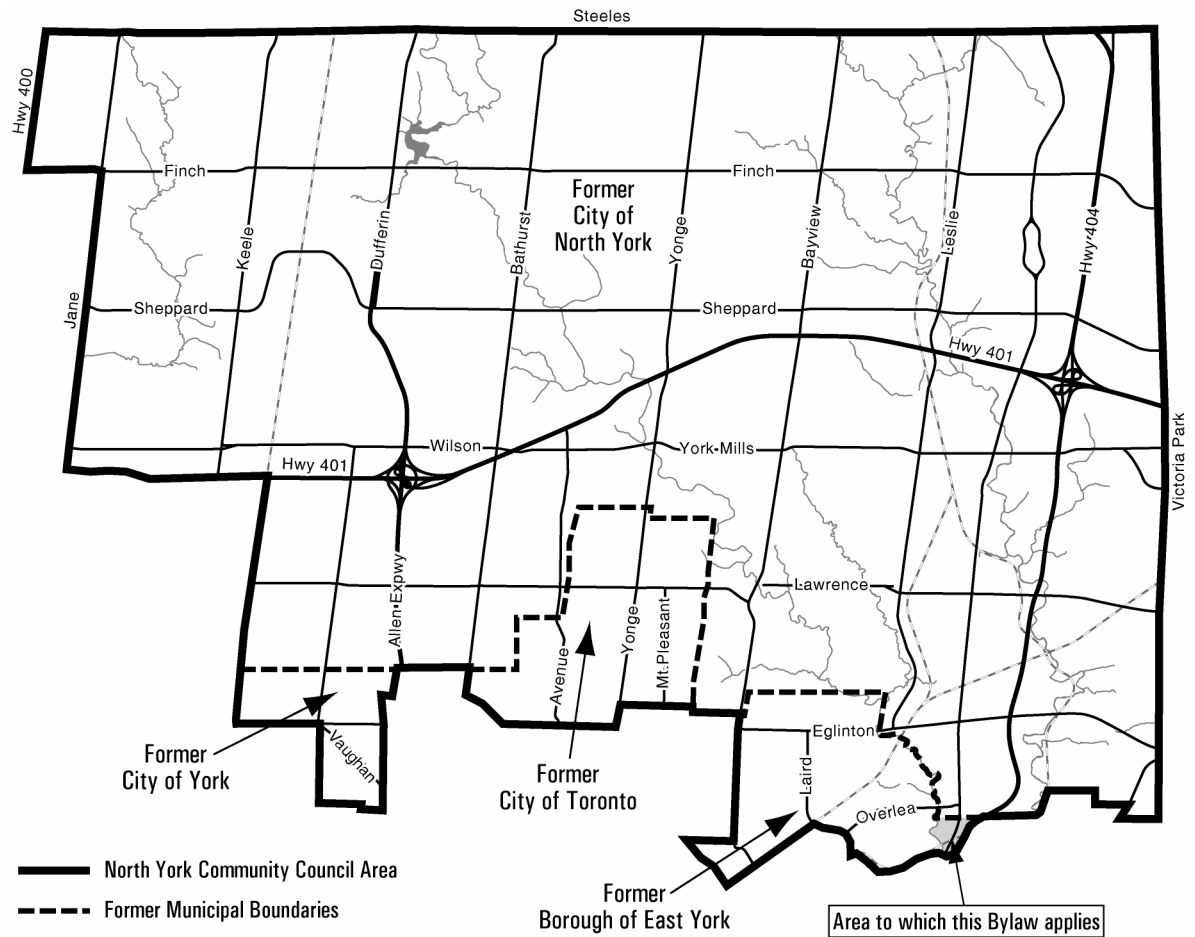 Steeles
Hwy 400
Finch
Finch
Former
City of
North York
Keele
Dufferin
Bathurst
Yonge
Bayview
Leslie
Hwy 404
Jane
Sheppard
Sheppard
Hwy 401
Wilson
York Mills
Hwy 401
Victoria Park
Allen Expwy
Lawrence
Avenue
Yonge
Mt. Pleasant
Vaughan
Eglinton
Laird
Overlea
Former
City of York
Former
City of Toronto
Former
Borough of East York
North York Community Council Area
Former Municipal Boundaries
Area to which this Bylaw applies